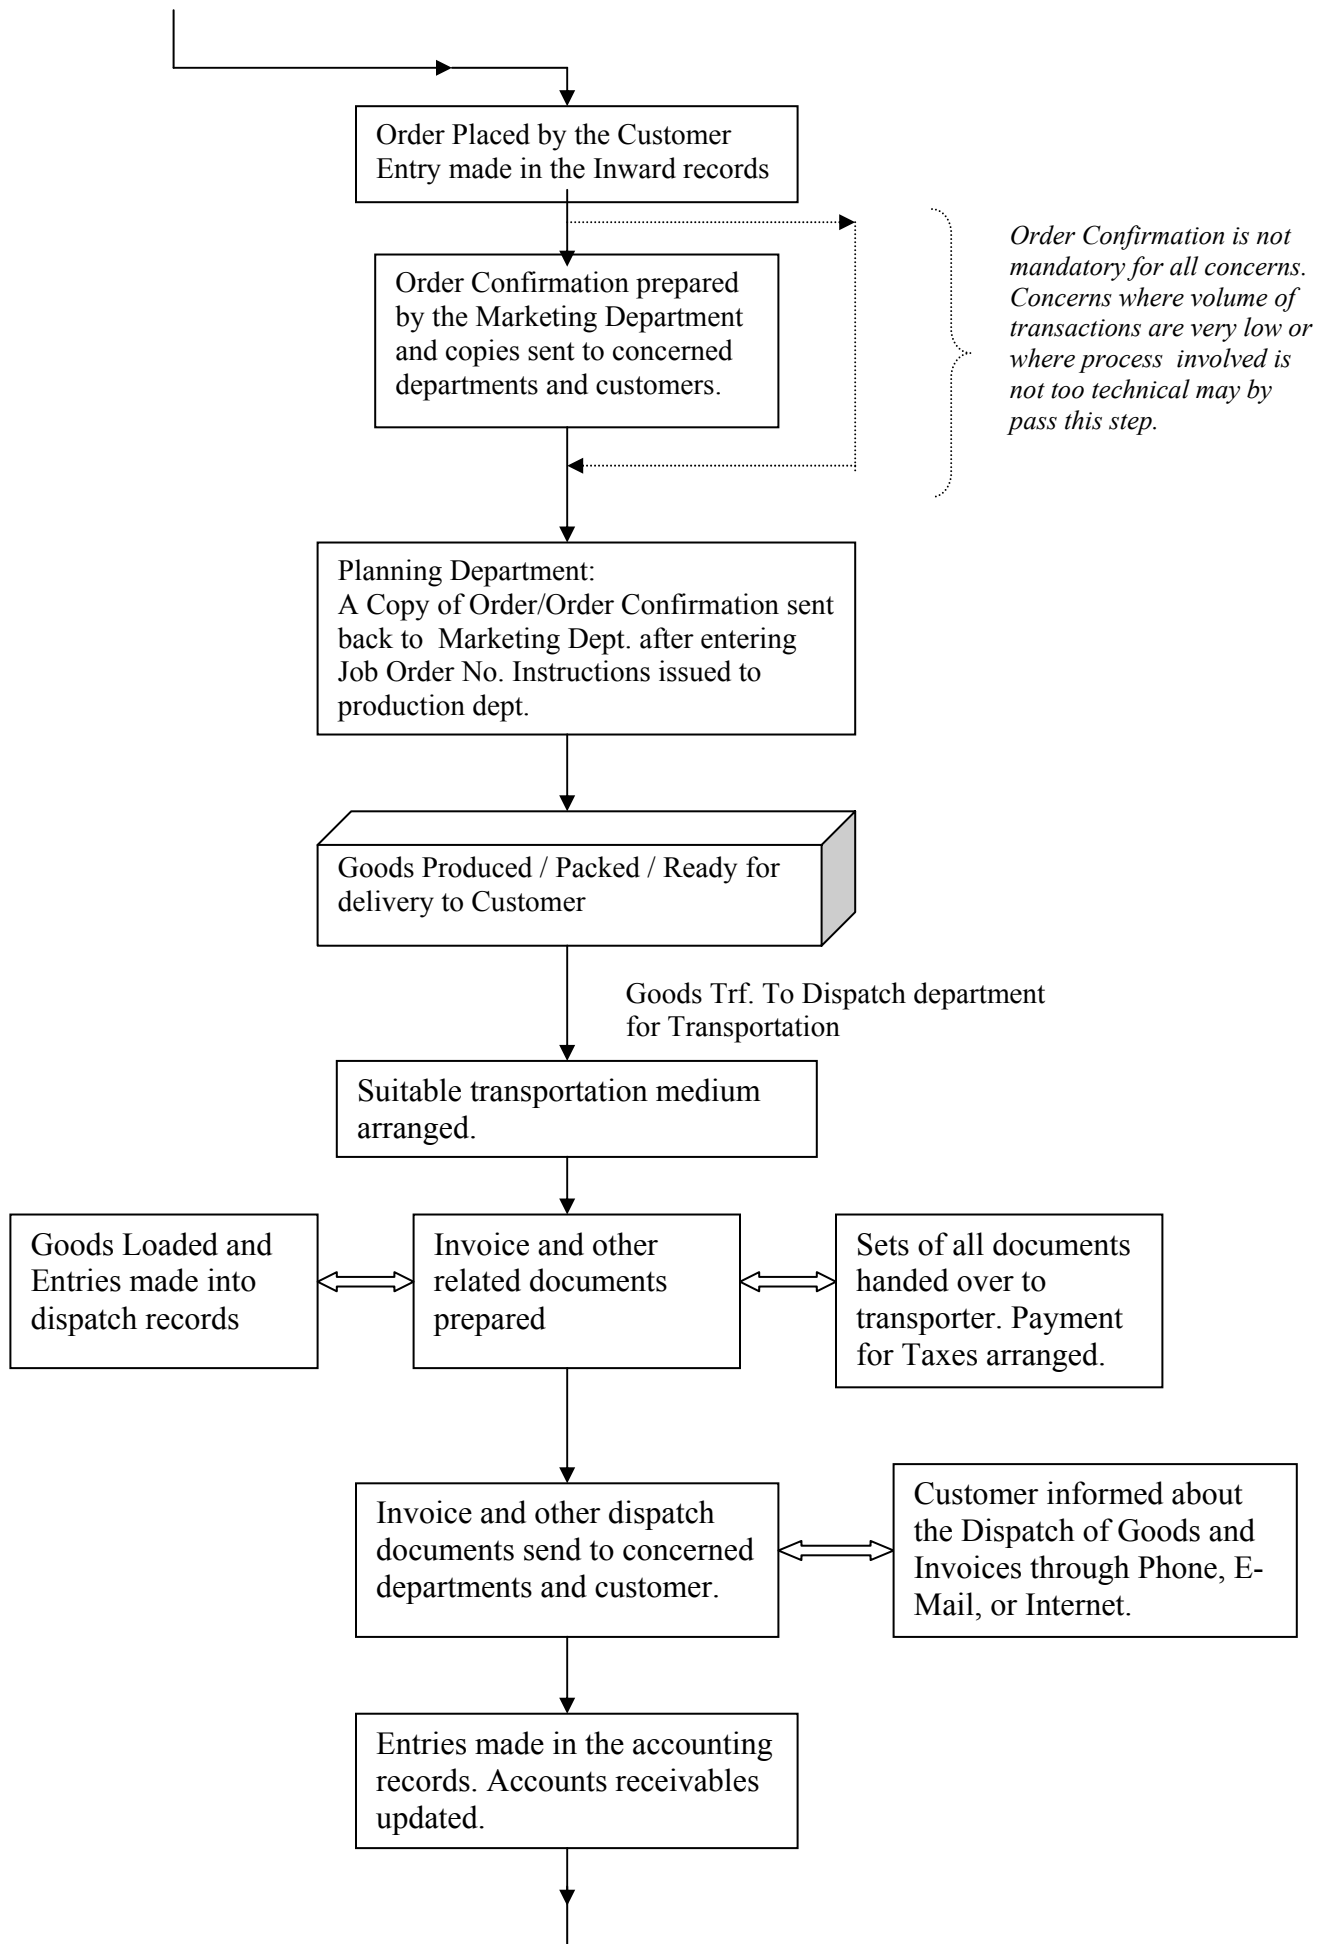 Order Placed by the Customer
Entry made in the Inward records
Order Confirmation is not
mandatory for all concerns.
Concerns where volume of
transactions are very low or
where process  involved is
not too technical may by
pass this step.
Order Confirmation prepared
by the Marketing Department
and copies sent to concerned
departments and customers.
Planning Department:
A Copy of Order/Order Confirmation sent
back to  Marketing Dept. after entering
Job Order No. Instructions issued to
production dept.
Goods Produced / Packed / Ready for
delivery to Customer
Goods Trf. To Dispatch department
for Transportation
Suitable transportation medium
arranged.
Goods Loaded and
Entries made into
dispatch records
Invoice and other
related documents
prepared
Sets of all documents
handed over to
transporter. Payment
for Taxes arranged.
Invoice and other dispatch
documents send to concerned
departments and customer.
Customer informed about
the Dispatch of Goods and
Invoices through Phone, E-
Mail, or Internet.
Entries made in the accounting
records. Accounts receivables
updated.